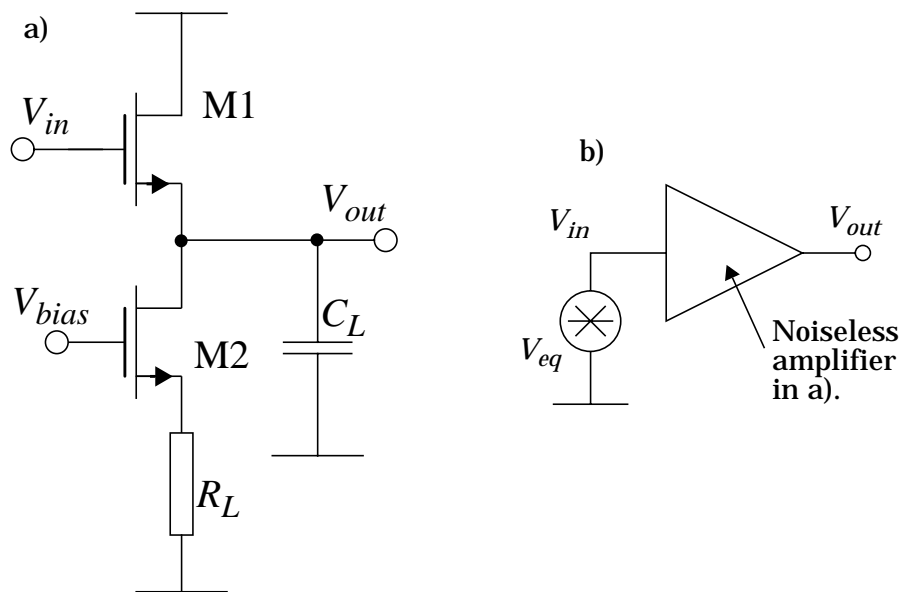 a)
M1
V_in
V_out
V_bias
C_L
M2
R_L
b)
V_in
V_out
V_eq
Noiseless
amplifier
in a).